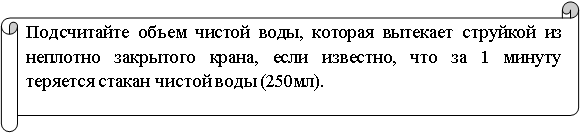 Подсчитайте объем чистой воды, которая вытекает струйкой из
неплотно закрытого крана, если известно, что за 1 минуту
теряется стакан чистой воды (250мл).